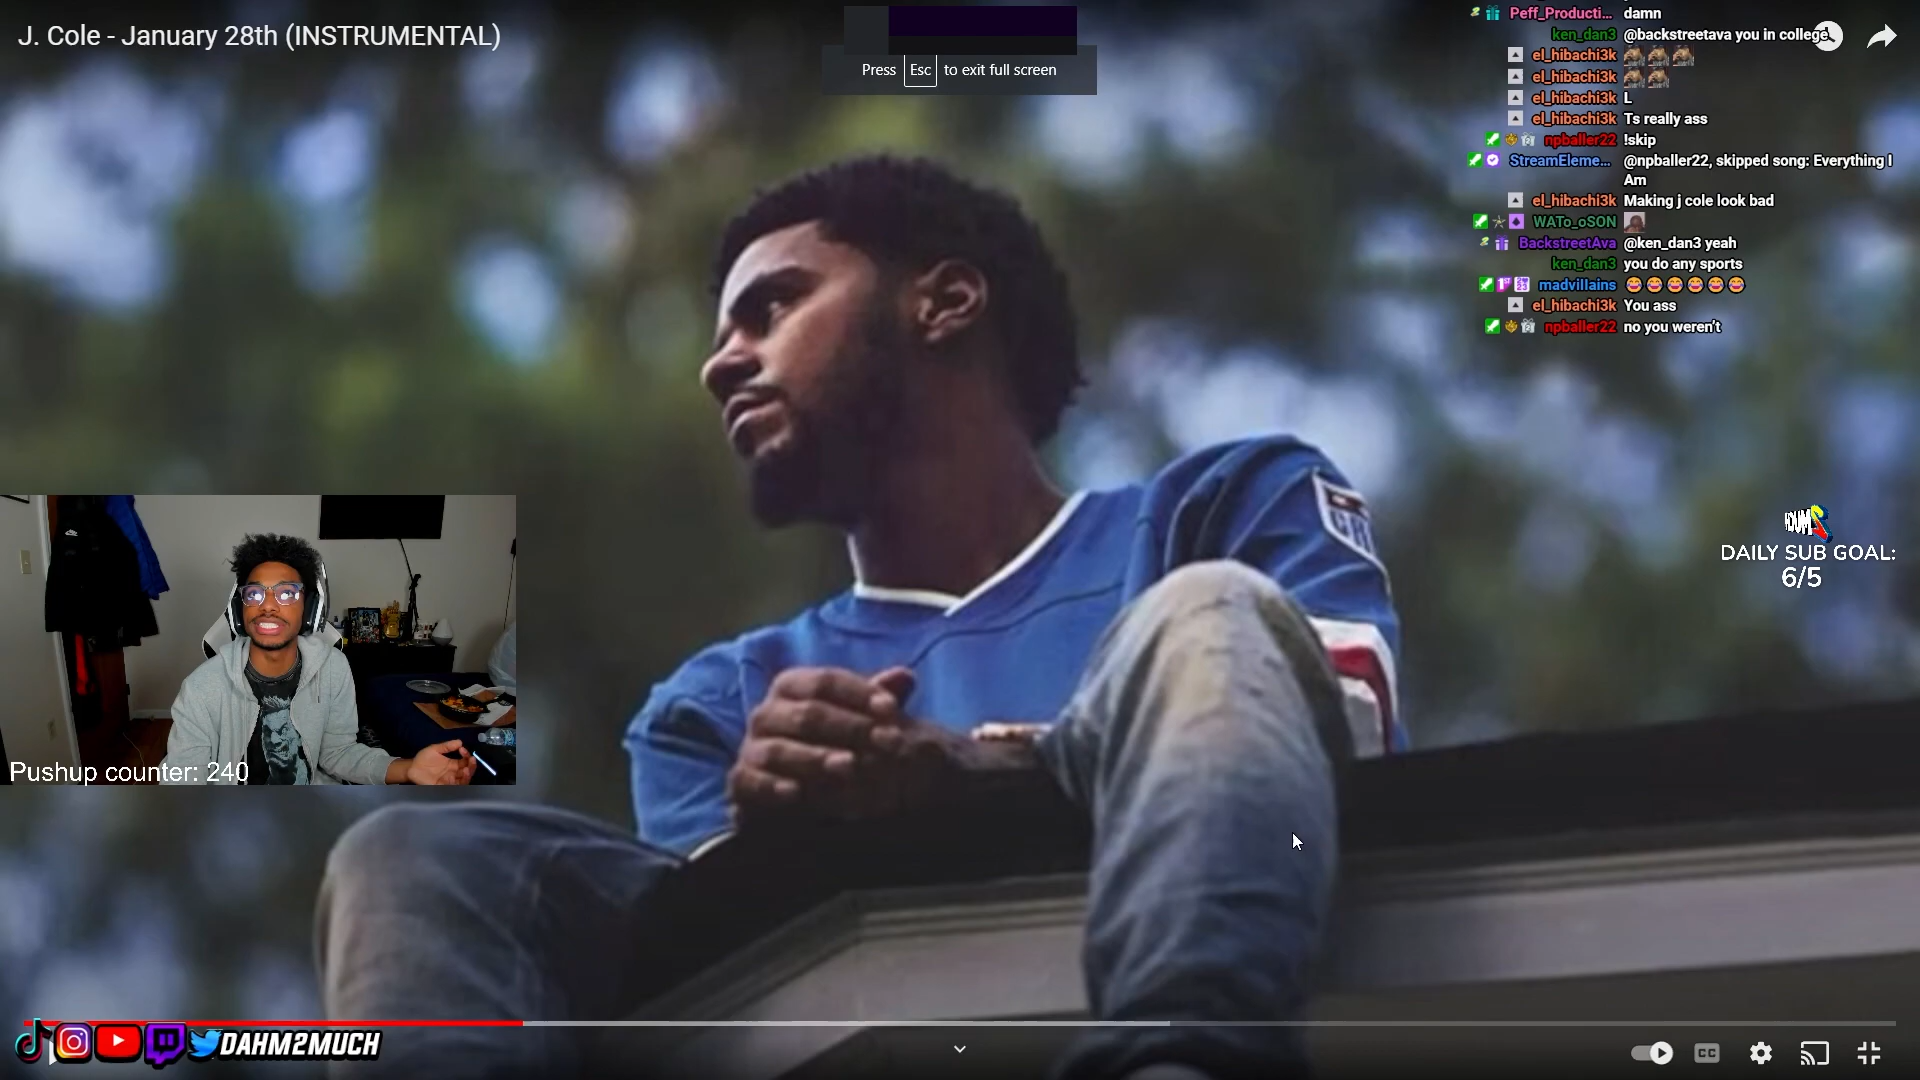 J. Cole - January 28th (INSTRUMENTAL)
Press Esc to exit full screen
Peff_Producti... damn
ken_dan3 @backstreetava you in college
el_hibachi3k
el_hibachi3k
el_hibachi3k L
el_hibachi3k Ts really ass
npballer22 !skip
StreamEleme... @npballer22, skipped song: Everything I
Am
el_hibachi3k Making j cole look bad
WATo_oSON
BackstreetAva @ken_dan3 yeah
ken_dan3 you do any sports
madvillains
el_hibachi3k You ass
npballer22 no you weren't
DAILY SUB GOAL:
6/5
Pushup counter: 240
DAHM2MUCH
CC